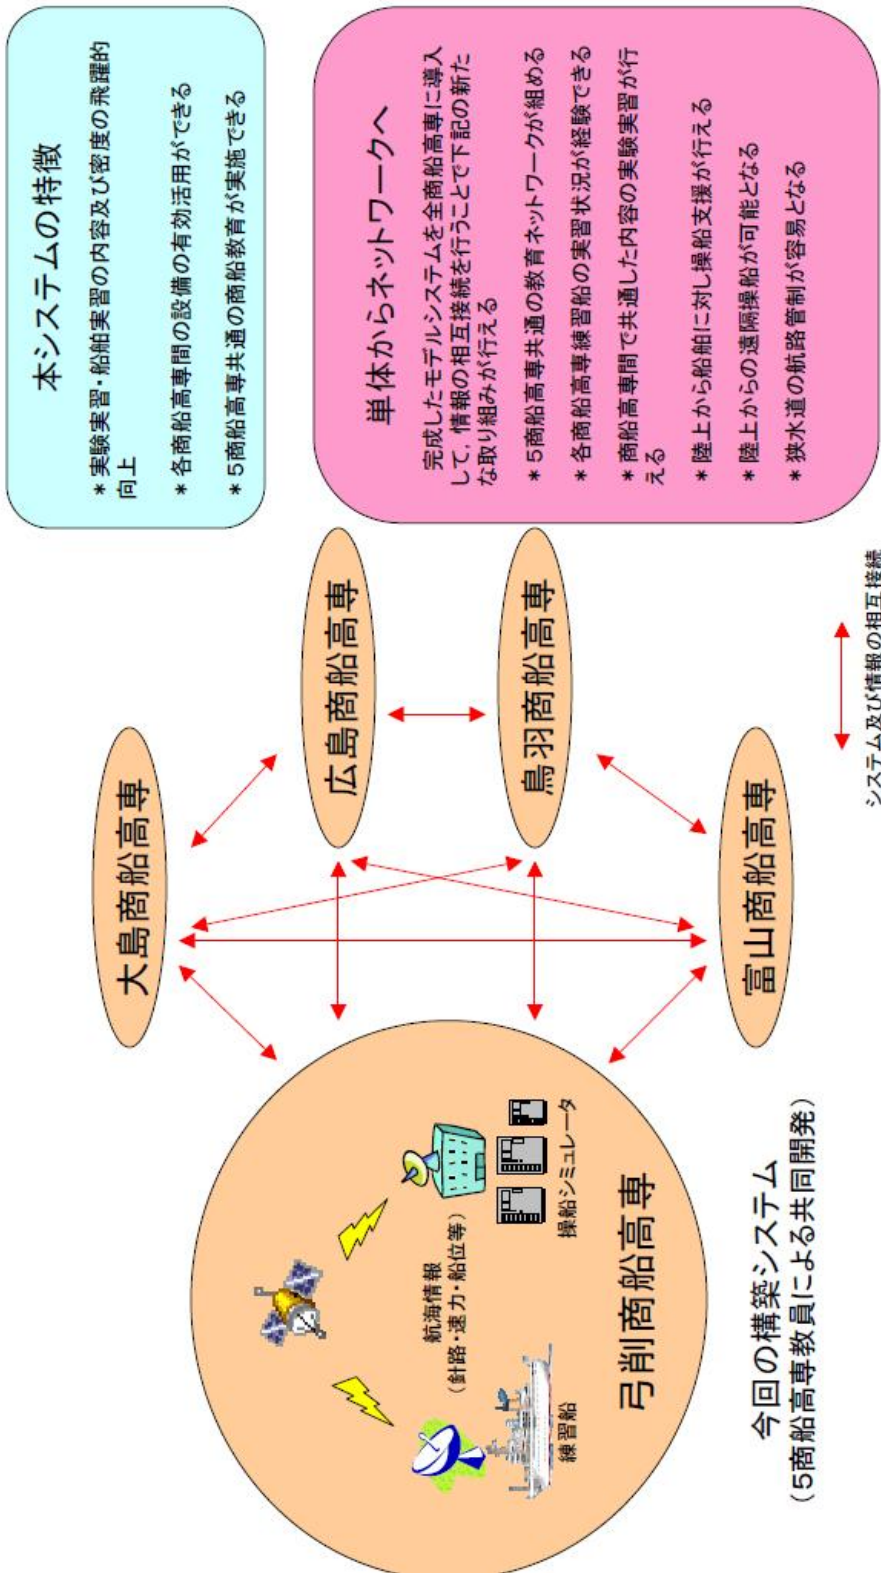 本システムの特徴
＊実験実習・船舶実習の内容及び密度の飛躍的
向上
＊各商船高専間の設備の有効活用ができる
＊5商船高専共通の商船教育が実施できる
単体からネットワークへ
完成したモデルシステムを全商船高専に導入
して，情報の相互接続を行うことで下記の新た
な取り組みが行える
＊5商船高専共通の教育ネットワークが組める
＊各商船高専練習船の実習状況が経験できる
＊商船高専間で共通した内容の実験実習が行
える
＊陸上から船舶に対し操船支援が行える
＊陸上からの遠隔操船が可能となる
＊狭水道の航路管制が容易となる
大島商船高専
広島商船高専
鳥羽商船高専
富山商船高専
システム及び情報の相互接続
航海情報
（針路・速力・船位等）
操船シミュレータ
練習船
弓削商船高専
今回の構築システム
（5商船高専教員による共同開発）